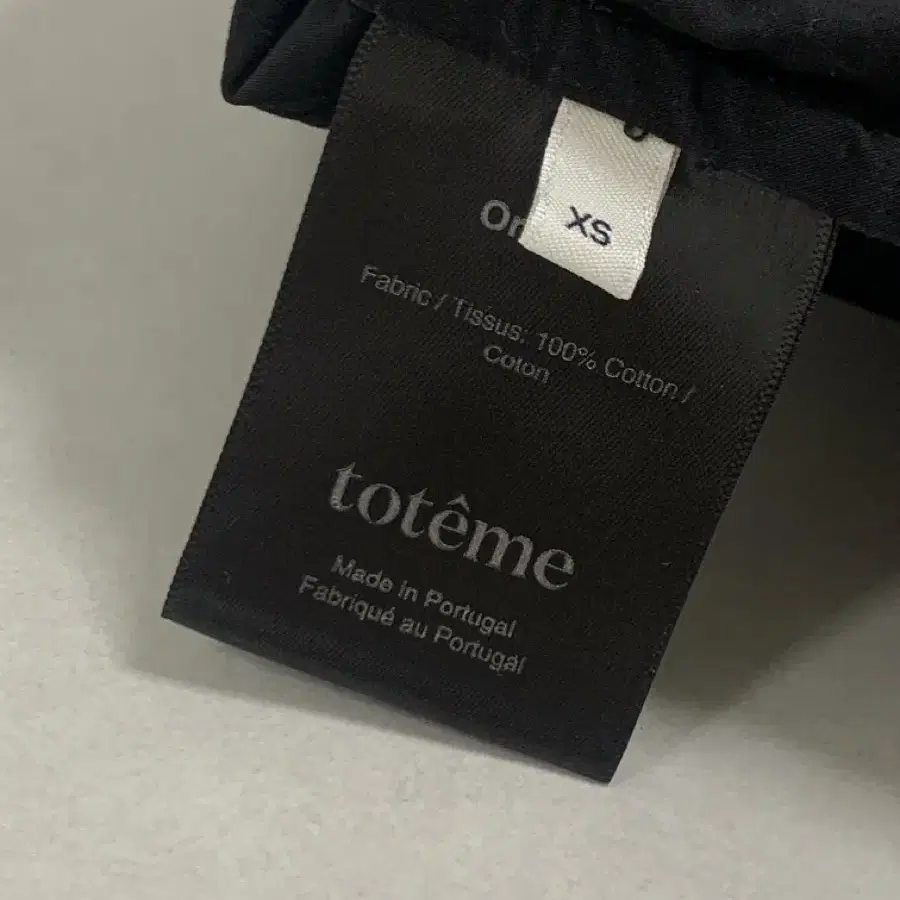 XS
Fabric / Tissus: 100% Cotton /
Coton
totême
Made in Portugal
Fabriqué au Portugal